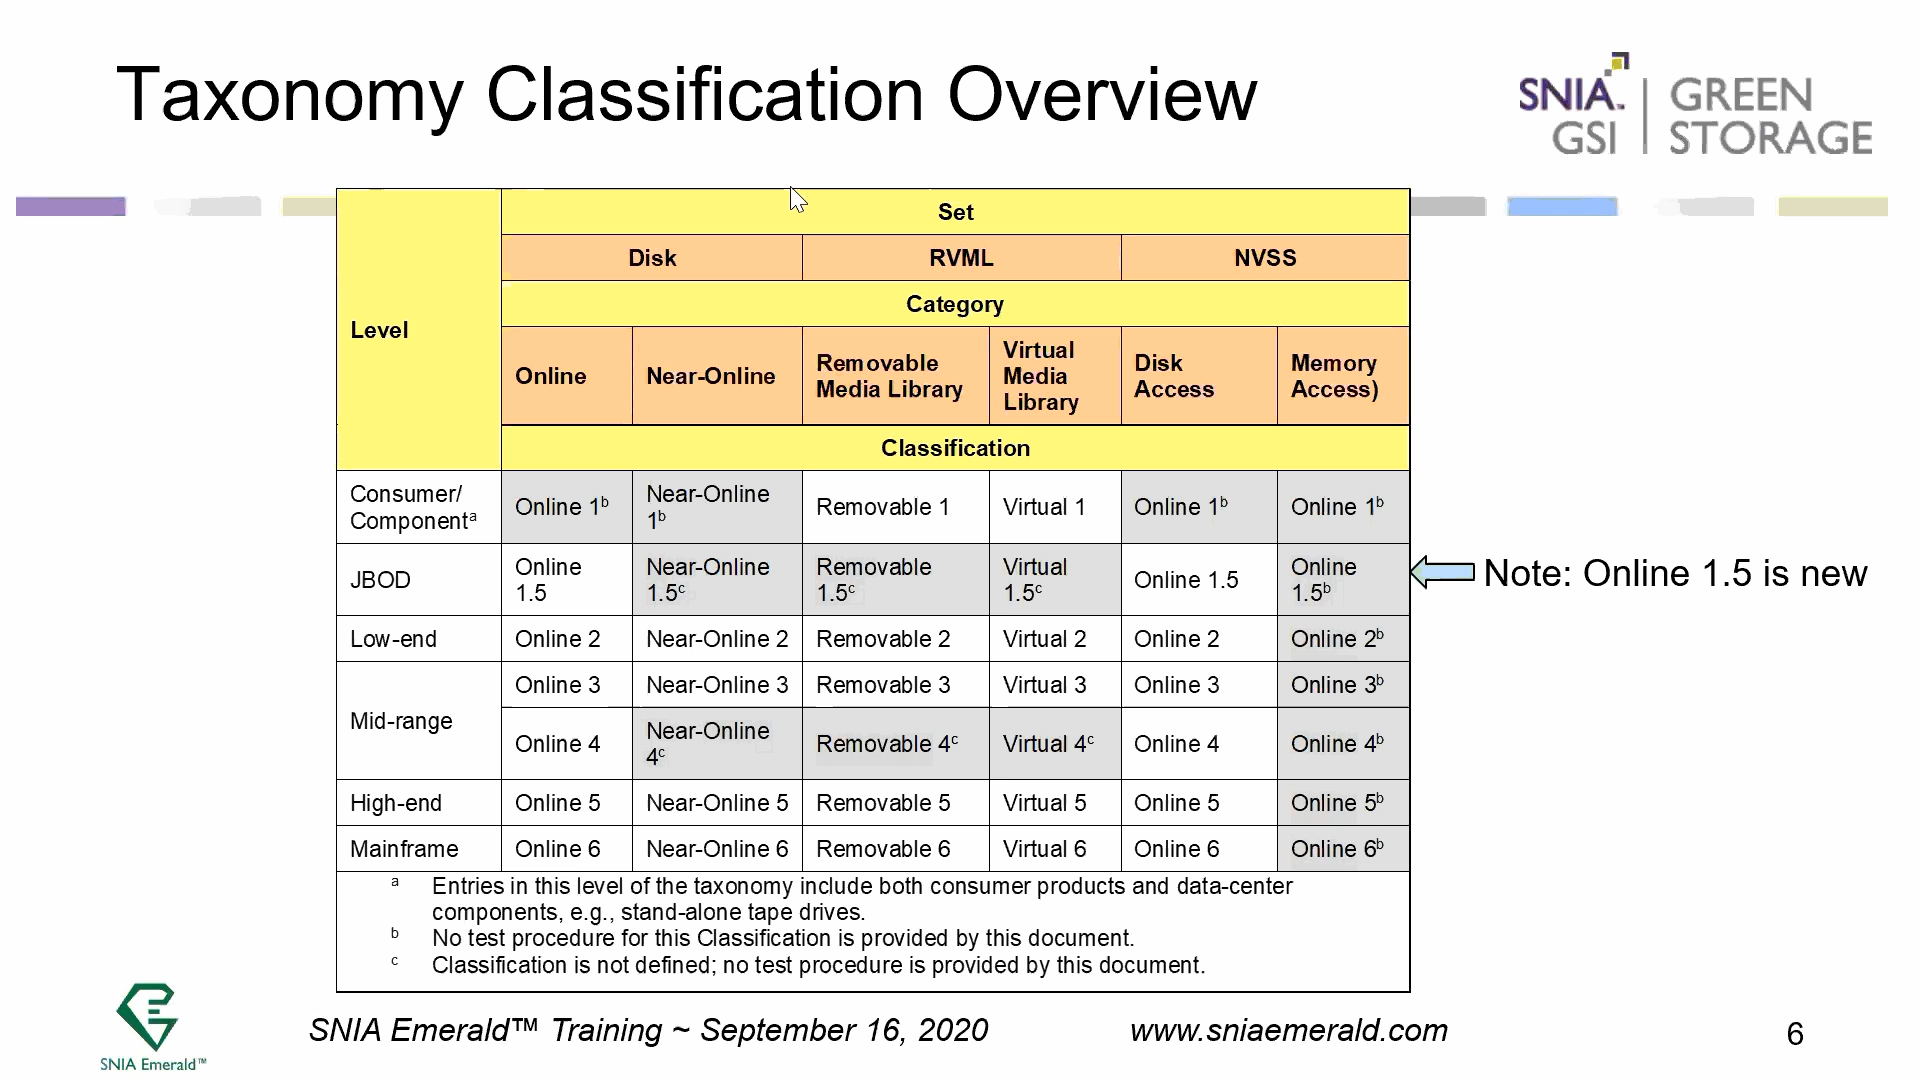 Taxonomy Classification Overview
SNIA. GREEN
GSI STORAGE
Level
Set
Disk RVML NVSS
Category
Online Near-Online Removable Media Library Virtual Media Library Disk Access Memory Access)
Classification
Consumer/ Componentᵃ Online 1ᵇ Near-Online 1ᵇ Removable 1 Virtual 1 Online 1ᵇ Online 1ᵇ
JBOD Online 1.5 Near-Online 1.5ᶜ Removable 1.5ᶜ Virtual 1.5ᶜ Online 1.5 Online 1.5ᵇ
Note: Online 1.5 is new
Low-end Online 2 Near-Online 2 Removable 2 Virtual 2 Online 2 Online 2ᵇ
Mid-range Online 3 Near-Online 3 Removable 3 Virtual 3 Online 3 Online 3ᵇ
Online 4 Near-Online 4ᶜ Removable 4ᶜ Virtual 4ᶜ Online 4 Online 4ᵇ
High-end Online 5 Near-Online 5 Removable 5 Virtual 5 Online 5 Online 5ᵇ
Mainframe Online 6 Near-Online 6 Removable 6 Virtual 6 Online 6 Online 6ᵇ
ᵃ Entries in this level of the taxonomy include both consumer products and data-center
components, e.g., stand-alone tape drives.
ᵇ No test procedure for this Classification is provided by this document.
ᶜ Classification is not defined; no test procedure is provided by this document.
SNIA Emerald™
SNIA Emerald™ Training ~ September 16, 2020 www.sniaemerald.com 6